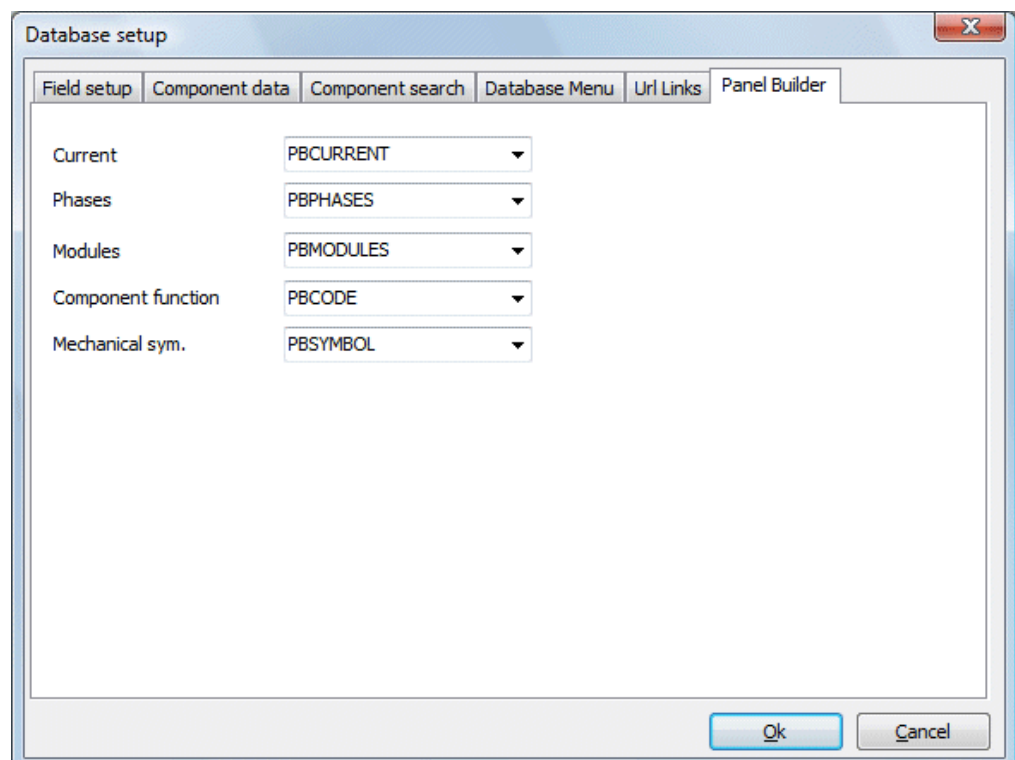 Database setup
Field setup Component data Component search Database Menu Url Links Panel Builder
Current PBCURRENT
Phases PBPHASES
Modules PBMODULES
Component function PBCODE
Mechanical sym. PBSYMBOL
Ok Cancel